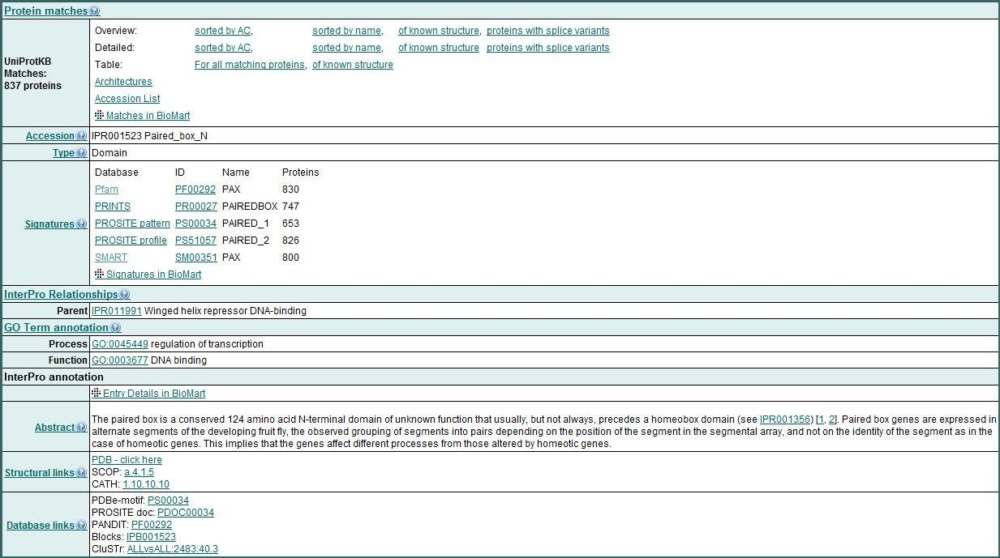 Protein matches
UniProtKB
Matches:
837 proteins
Overview: sorted by AC, sorted by name, of known structure, proteins with splice variants
Detailed: sorted by AC, sorted by name, of known structure proteins with splice variants
Table: For all matching proteins, of known structure
Architectures
Accession List
Matches in BioMart
Accession IPR001523 Paired_box_N
Type Domain
Signatures
Database ID Name Proteins
Pfam PF00292 PAX 830
PRINTS PR00027 PAIREDBOX 747
PROSITE pattern PS00034 PAIRED_1 653
PROSITE profile PS51057 PAIRED_2 826
SMART SM00351 PAX 800
Signatures in BioMart
InterPro Relationships
Parent IPR011991 Winged helix repressor DNA-binding
GO Term annotation
Process GO:0045449 regulation of transcription
Function GO:0003677 DNA binding
InterPro annotation
Entry Details in BioMart
Abstract
The paired box is a conserved 124 amino acid N-terminal domain of unknown function that usually, but not always, precedes a homeobox domain (see IPR001356) [1, 2]. Paired box genes are expressed in
alternate segments of the developing fruit fly, the observed grouping of segments into pairs depending on the position of the segment in the segmental array, and not on the identity of the segment as in the
case of homeotic genes. This implies that the genes affect different processes from those altered by homeotic genes.
Structural links
PDB - click here
SCOP: a.4.1.5
CATH: 1.10.10.10
Database links
PDBe-motif: PS00034
PROSITE doc: PDOC00034
PANDIT: PF00292
Blocks: IPB001523
CluSTr: ALLvsALL:2483:40.3